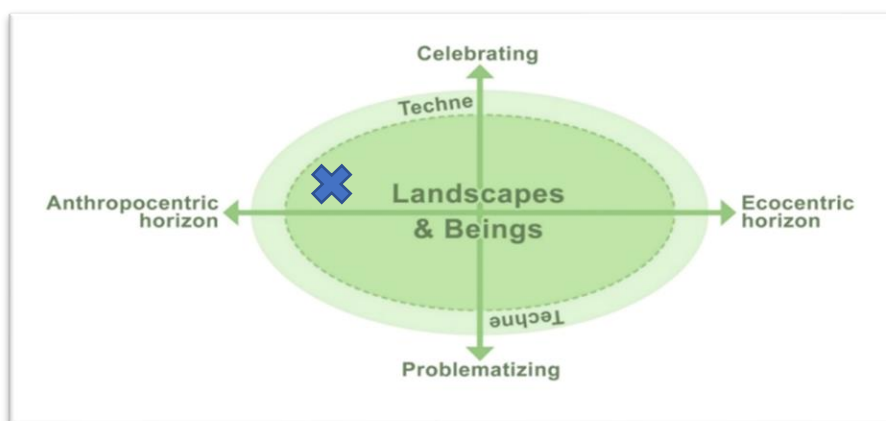 Celebrating
Techne
Anthropocentric
horizon
Landscapes
& Beings
Ecocentric
horizon
Techne
Problematizing